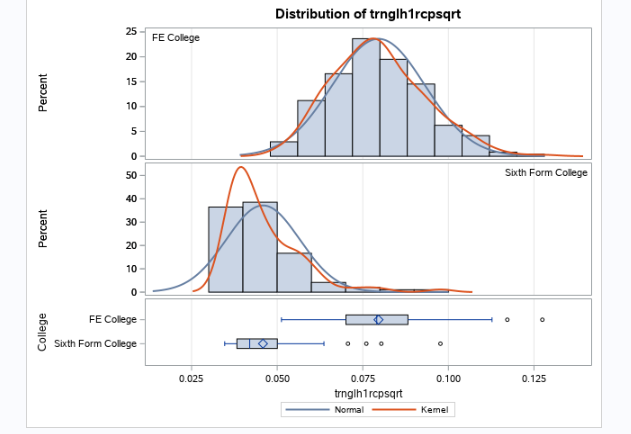 Distribution of trnglh1rcpsqrt
25
20
15
10
5
0
Percent
FE College
50
40
30
20
10
0
Percent
Sixth Form College
College
FE College
Sixth Form College
0.025 0.050 0.075 0.100 0.125
trnglh1rcpsqrt
Normal Kernel